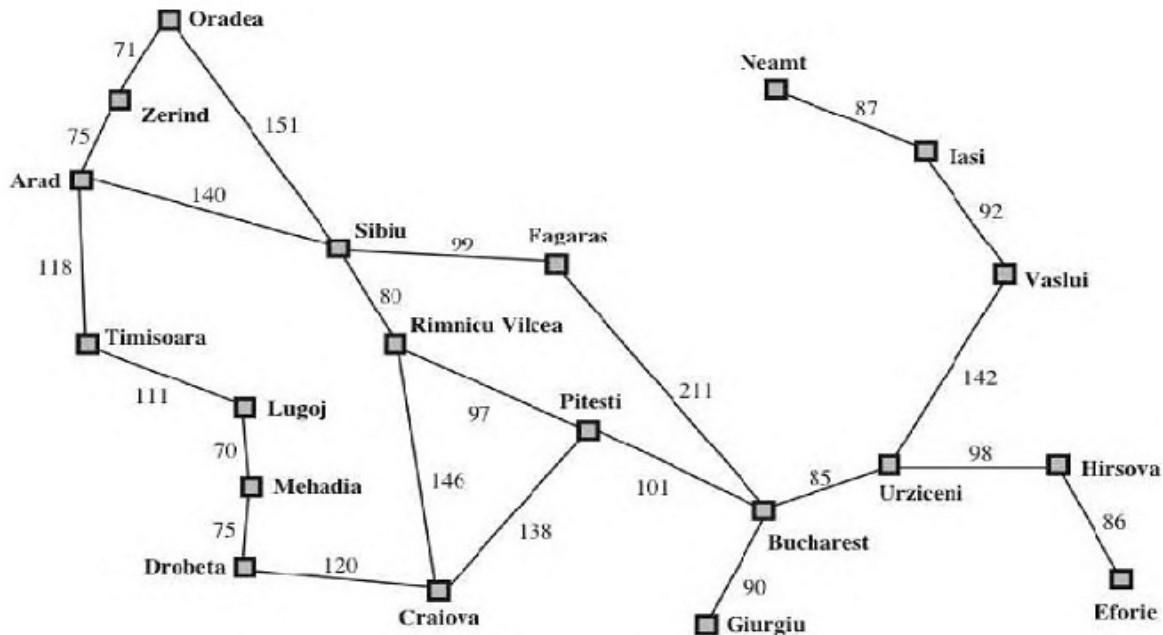 Oradea
71
Neamt
87
Zerind
151
75
Iasi
Arad
140
92
Sibiu
Fagaras
99
118
Vaslui
80
Rimnicu Vilcea
Timisoara
142
111
Pitesti
211
Lugoj
97
70
98
Hirsova
146
101
85
Urziceni
Mehadia
138
86
75
Bucharest
Drobeta
120
90
Craiova
Giurgiu
Eforie